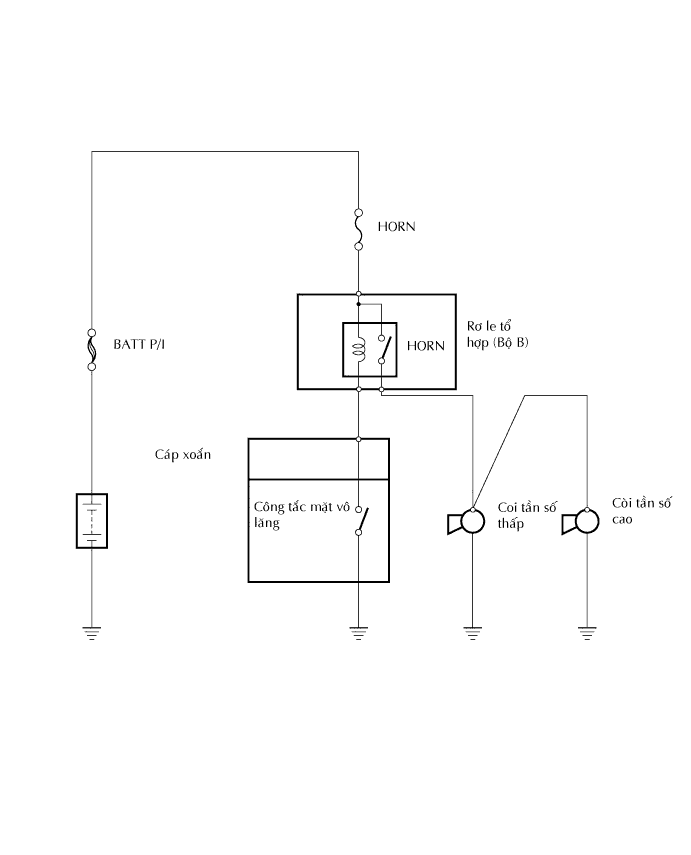 HORN
Rơ le tổ
hợp (Bộ B)
BATT P/I
HORN
Cáp xoắn
Công tắc mặt vô
lăng
Coi tần số
thấp
Còi tần số
cao